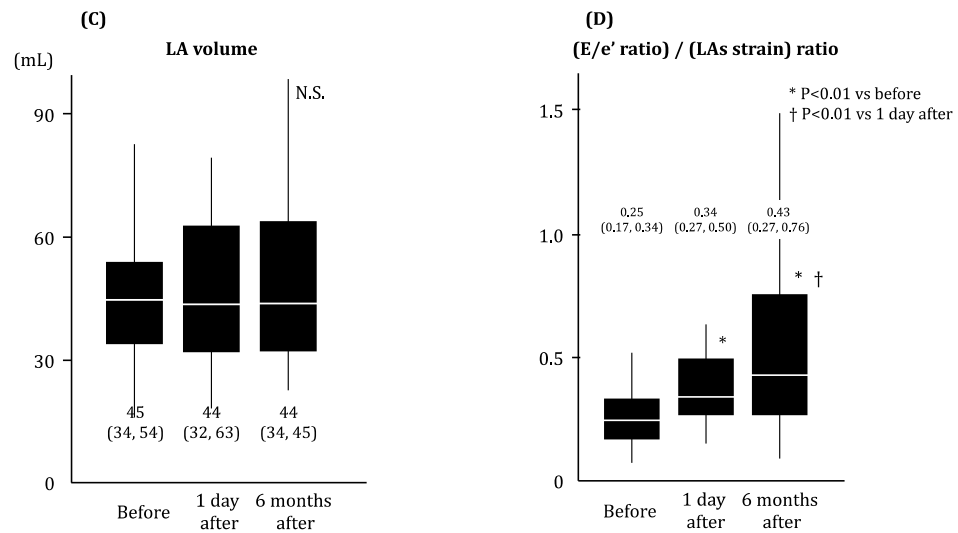 (C)
LA volume
(mL)
90
60
30
0
N.S.
45
(34, 54)
44
(32, 63)
44
(34, 45)
Before
1 day
after
6 months
after
(D)
(E/e’ ratio) / (LAs strain) ratio
* P<0.01 vs before
† P<0.01 vs 1 day after
1.5
1.0
0.5
0
0.25
(0.17, 0.34)
0.34
(0.27, 0.50)
0.43
(0.27, 0.76)
*
* †
Before
1 day
after
6 months
after